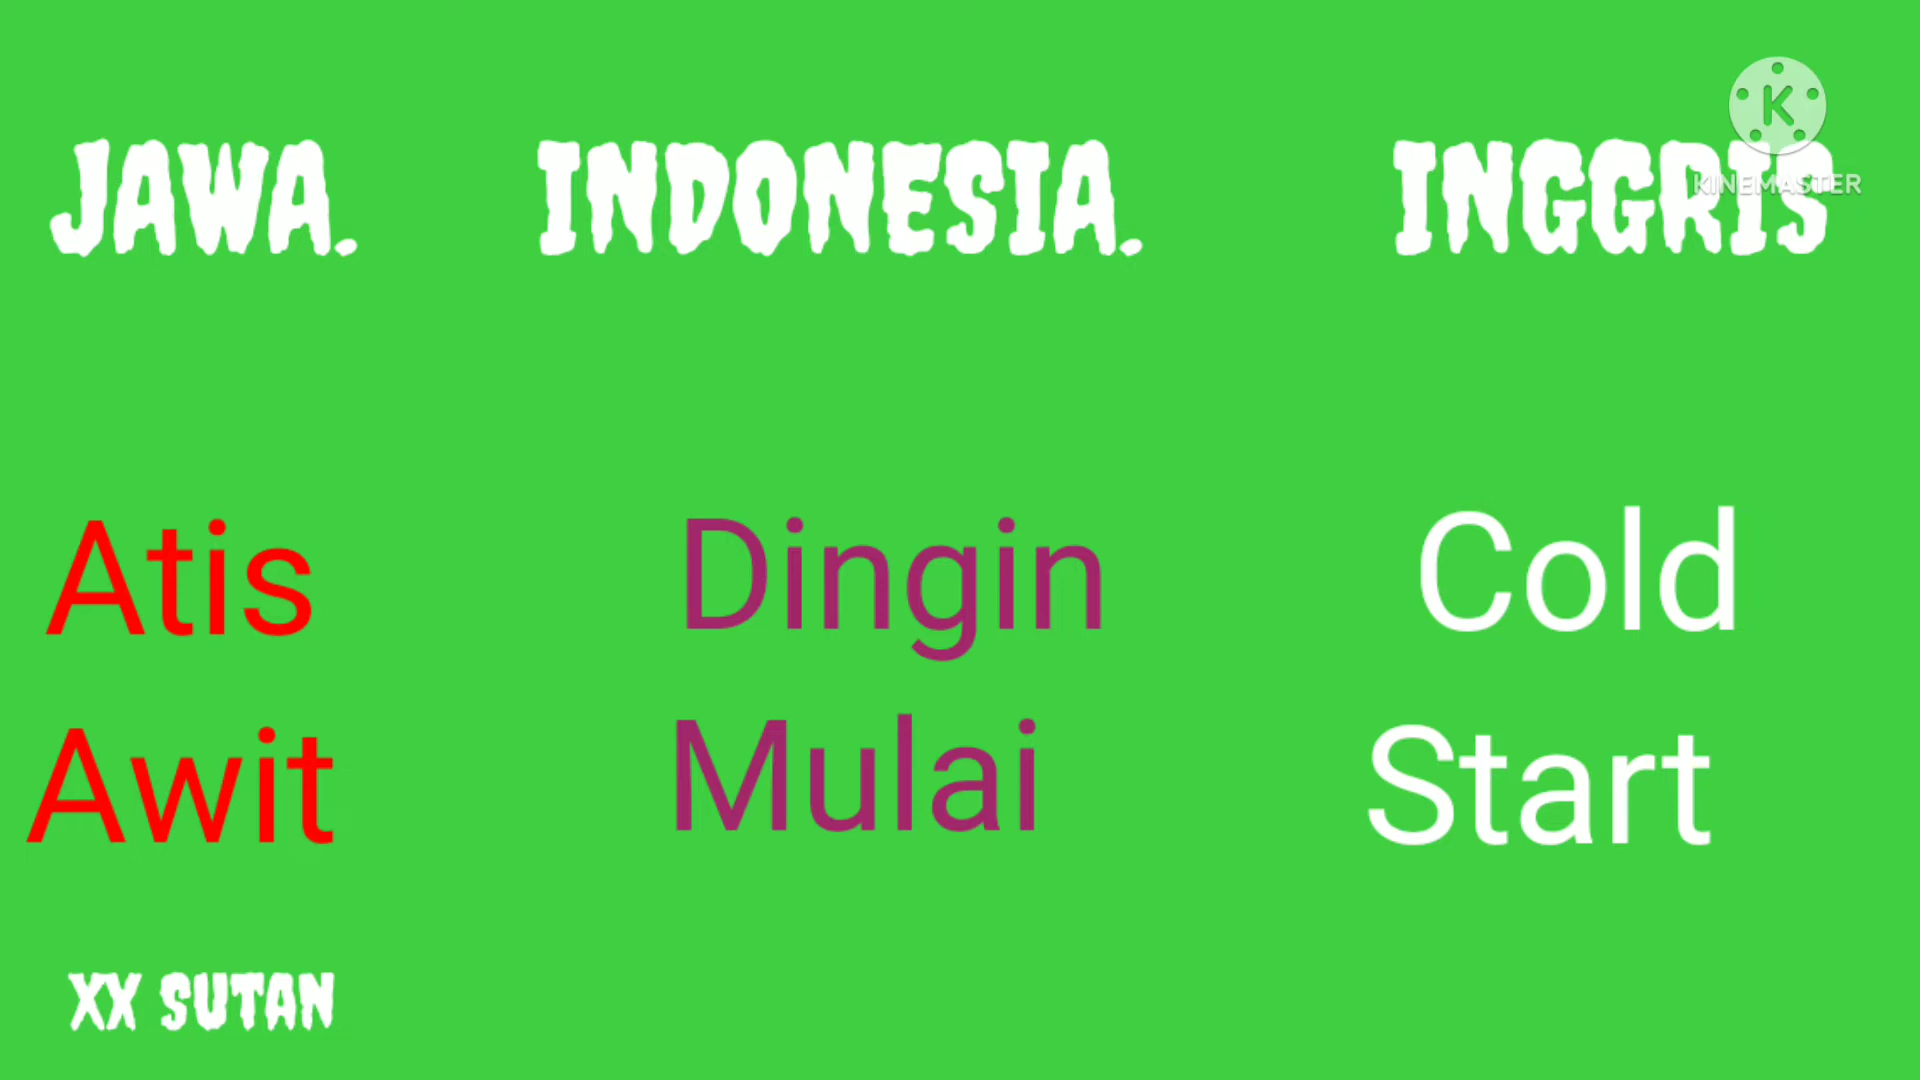 JAWA. INDONESIA. INGGRIS
KINEMASTER
Atis Dingin Cold
Awit Mulai Start
XX SUTAN